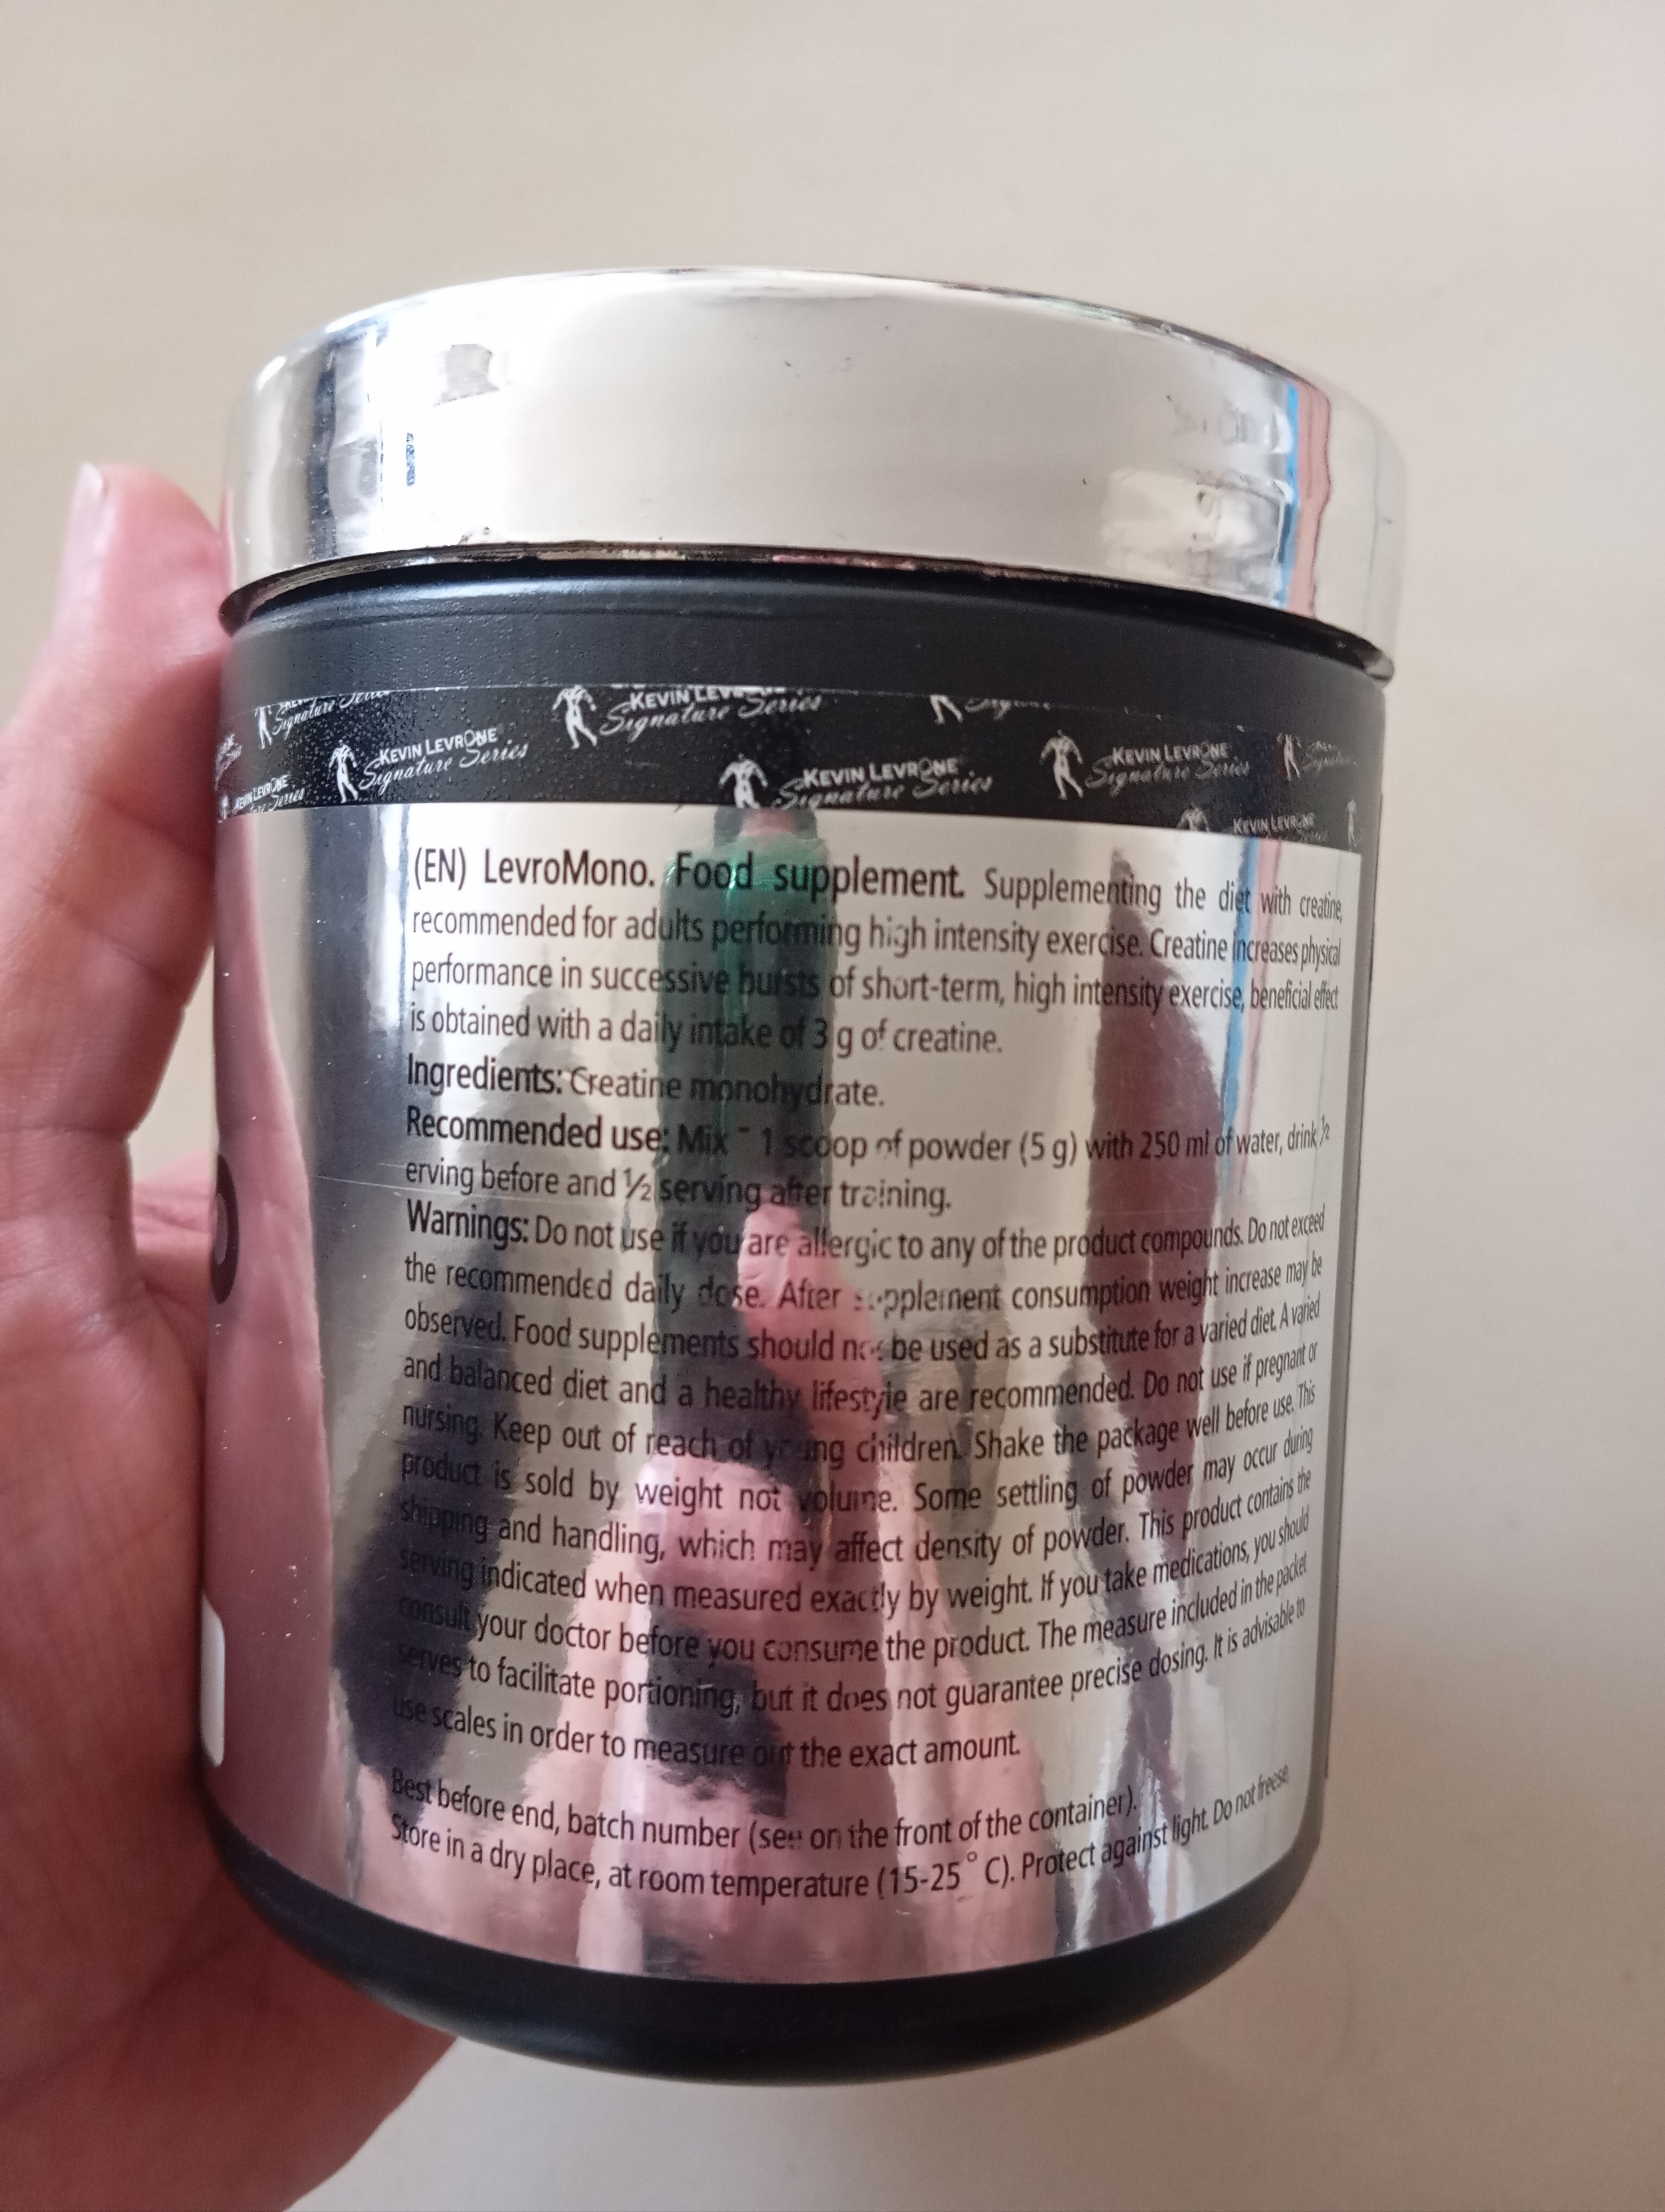 Signature Series
KEVIN LEVRONE
Signature Series
KEVIN LEVRONE
Signature Series
KEVIN LEVRONE
Signature Series
KEVIN LEVRONE
Signature Series
KEVIN LEVRONE
Signature Series
KEVIN LEVRONE
(EN) LevroMono. Food supplement. Supplementing the diet with creatine,
recommended for adults performing high intensity exercise. Creatine increases physical
performance in successive bursts of short-term, high intensity exercise, beneficial effect
is obtained with a daily intake of 3 g of creatine.
Ingredients: Creatine monohydrate.
Recommended use: Mix ~ 1 scoop of powder (5 g) with 250 ml of water, drink ½
erving before and ½ serving after training.
Warnings: Do not use if you are allergic to any of the product compounds. Do not exceed
the recommended daily dose. After supplement consumption weight increase may be
observed. Food supplements should not be used as a substitute for a varied diet. A varied
and balanced diet and a healthy lifestyle are recommended. Do not use if pregnant or
nursing. Keep out of reach of young children. Shake the package well before use. This
product is sold by weight not volume. Some settling of powder may occur during
shipping and handling, which may affect density of powder. This product contains the
serving indicated when measured exactly by weight. If you take medications, you should
consult your doctor before you consume the product. The measure included in the packet
serves to facilitate portioning, but it does not guarantee precise dosing. It is advisable to
use scales in order to measure out the exact amount.
Best before end, batch number (see on the front of the container).
Store in a dry place, at room temperature (15-25° C). Protect against light. Do not freese.